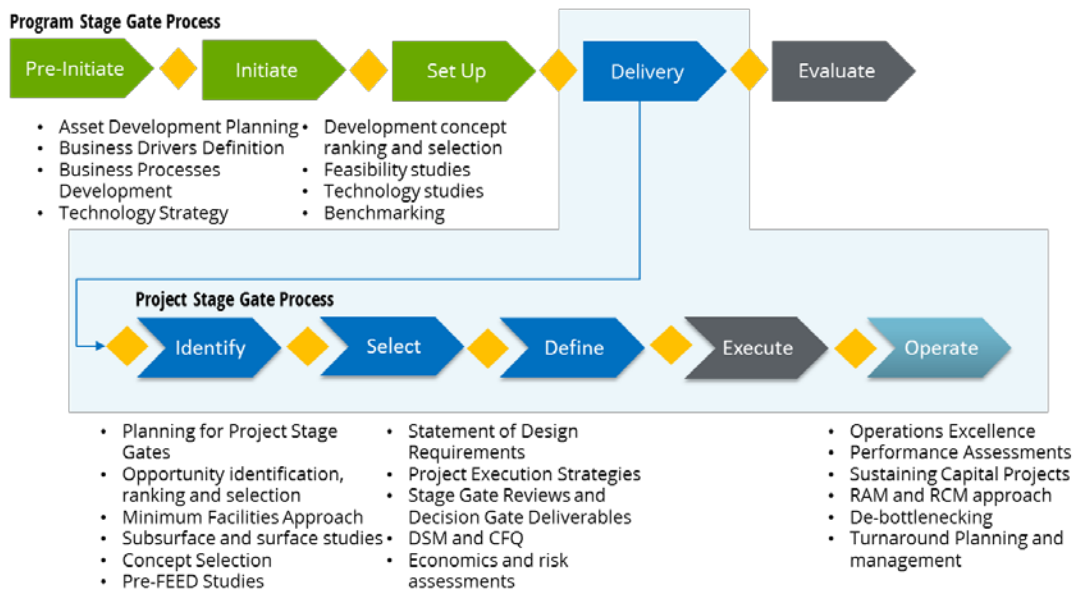 Program Stage Gate Process
Pre-Initiate
Initiate
Set Up
Delivery
Evaluate
• Asset Development Planning
• Business Drivers Definition
• Business Processes
Development
• Technology Strategy
• Development concept
ranking and selection
• Feasibility studies
• Technology studies
• Benchmarking
Project Stage Gate Process
Identify
Select
Define
Execute
Operate
• Planning for Project Stage
Gates
• Opportunity identification,
ranking and selection
• Minimum Facilities Approach
• Subsurface and surface studies
• Concept Selection
• Pre-FEED Studies
• Statement of Design
Requirements
• Project Execution Strategies
• Stage Gate Reviews and
Decision Gate Deliverables
• DSM and CFQ
• Economics and risk
assessments
• Operations Excellence
• Performance Assessments
• Sustaining Capital Projects
• RAM and RCM approach
• De-bottlenecking
• Turnaround Planning and
management